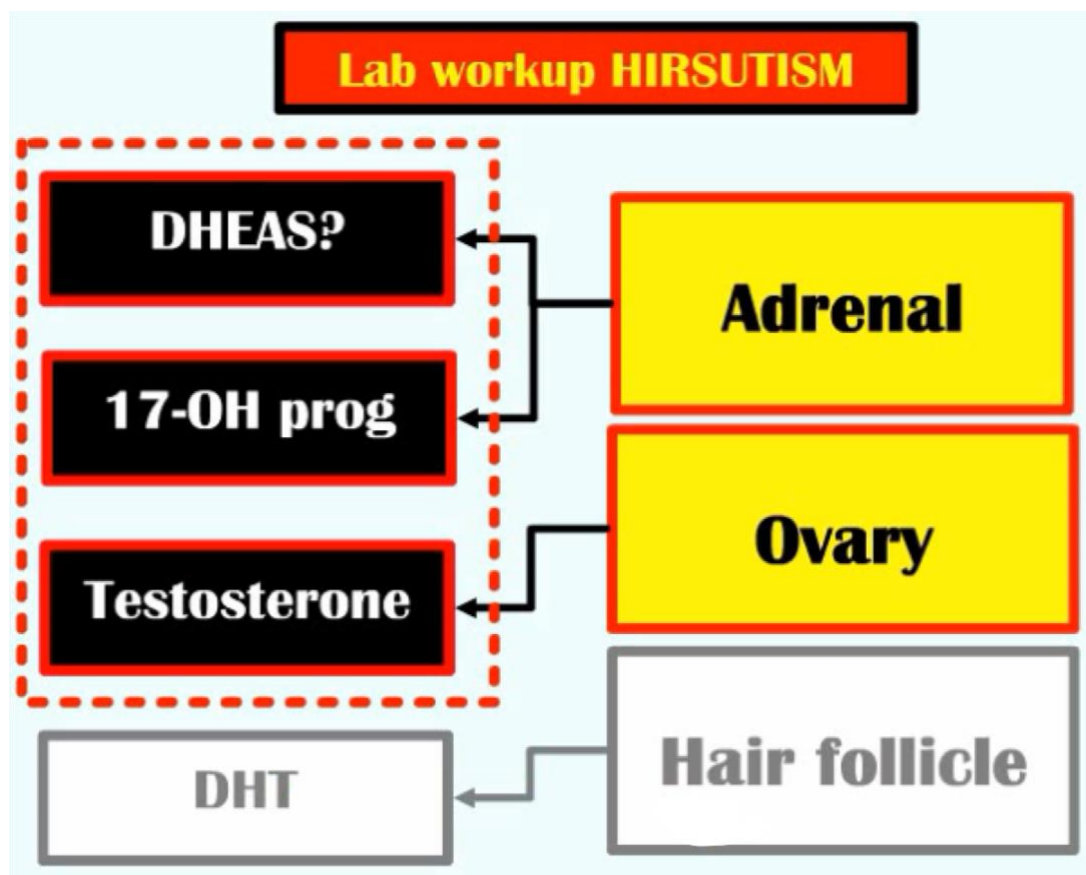 Lab workup HIRSUTISM
DHEAS?
Adrenal
17-OH prog
Ovary
Testosterone
Hair follicle
DHT